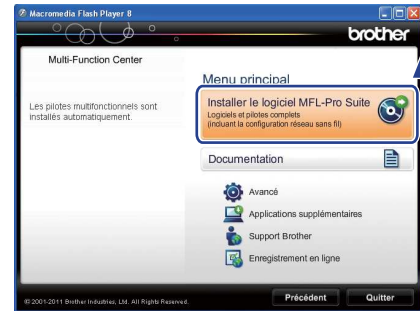 Macromedia Flash Player 8
brother
Multi-Function Center
Les pilotes multifonctionnels sont
installés automatiquement.
Menu principal
Installer le logiciel MFL-Pro Suite
Logiciels et pilotes complets
(incluant la configuration réseau sans fil)
Documentation
Avancé
Applications supplémentaires
Support Brother
Enregistrement en ligne
© 2001-2011 Brother Industries, Ltd. All Rights Reserved.
Précédent
Quitter